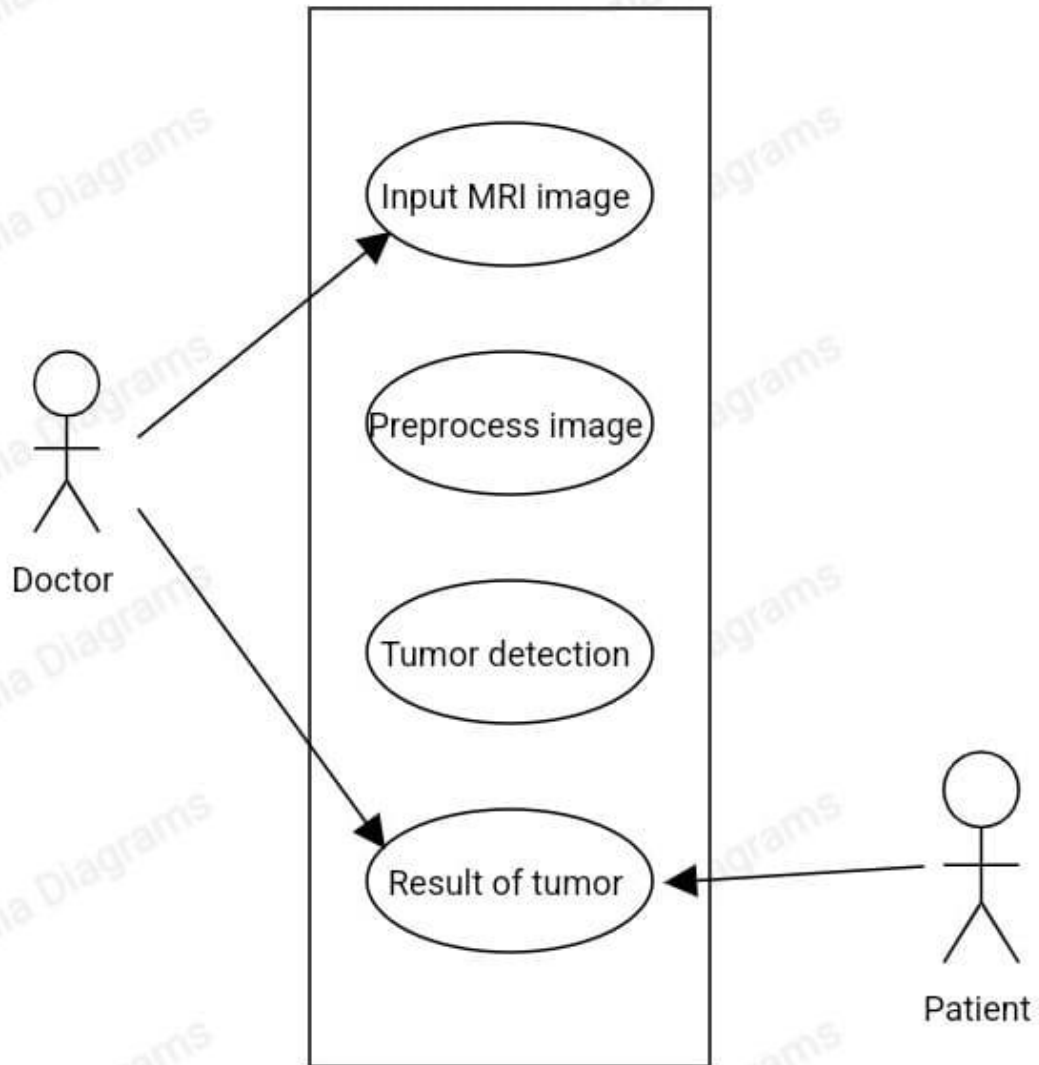 Input MRI image
Preprocess image
Doctor
Tumor detection
Result of tumor
Patient